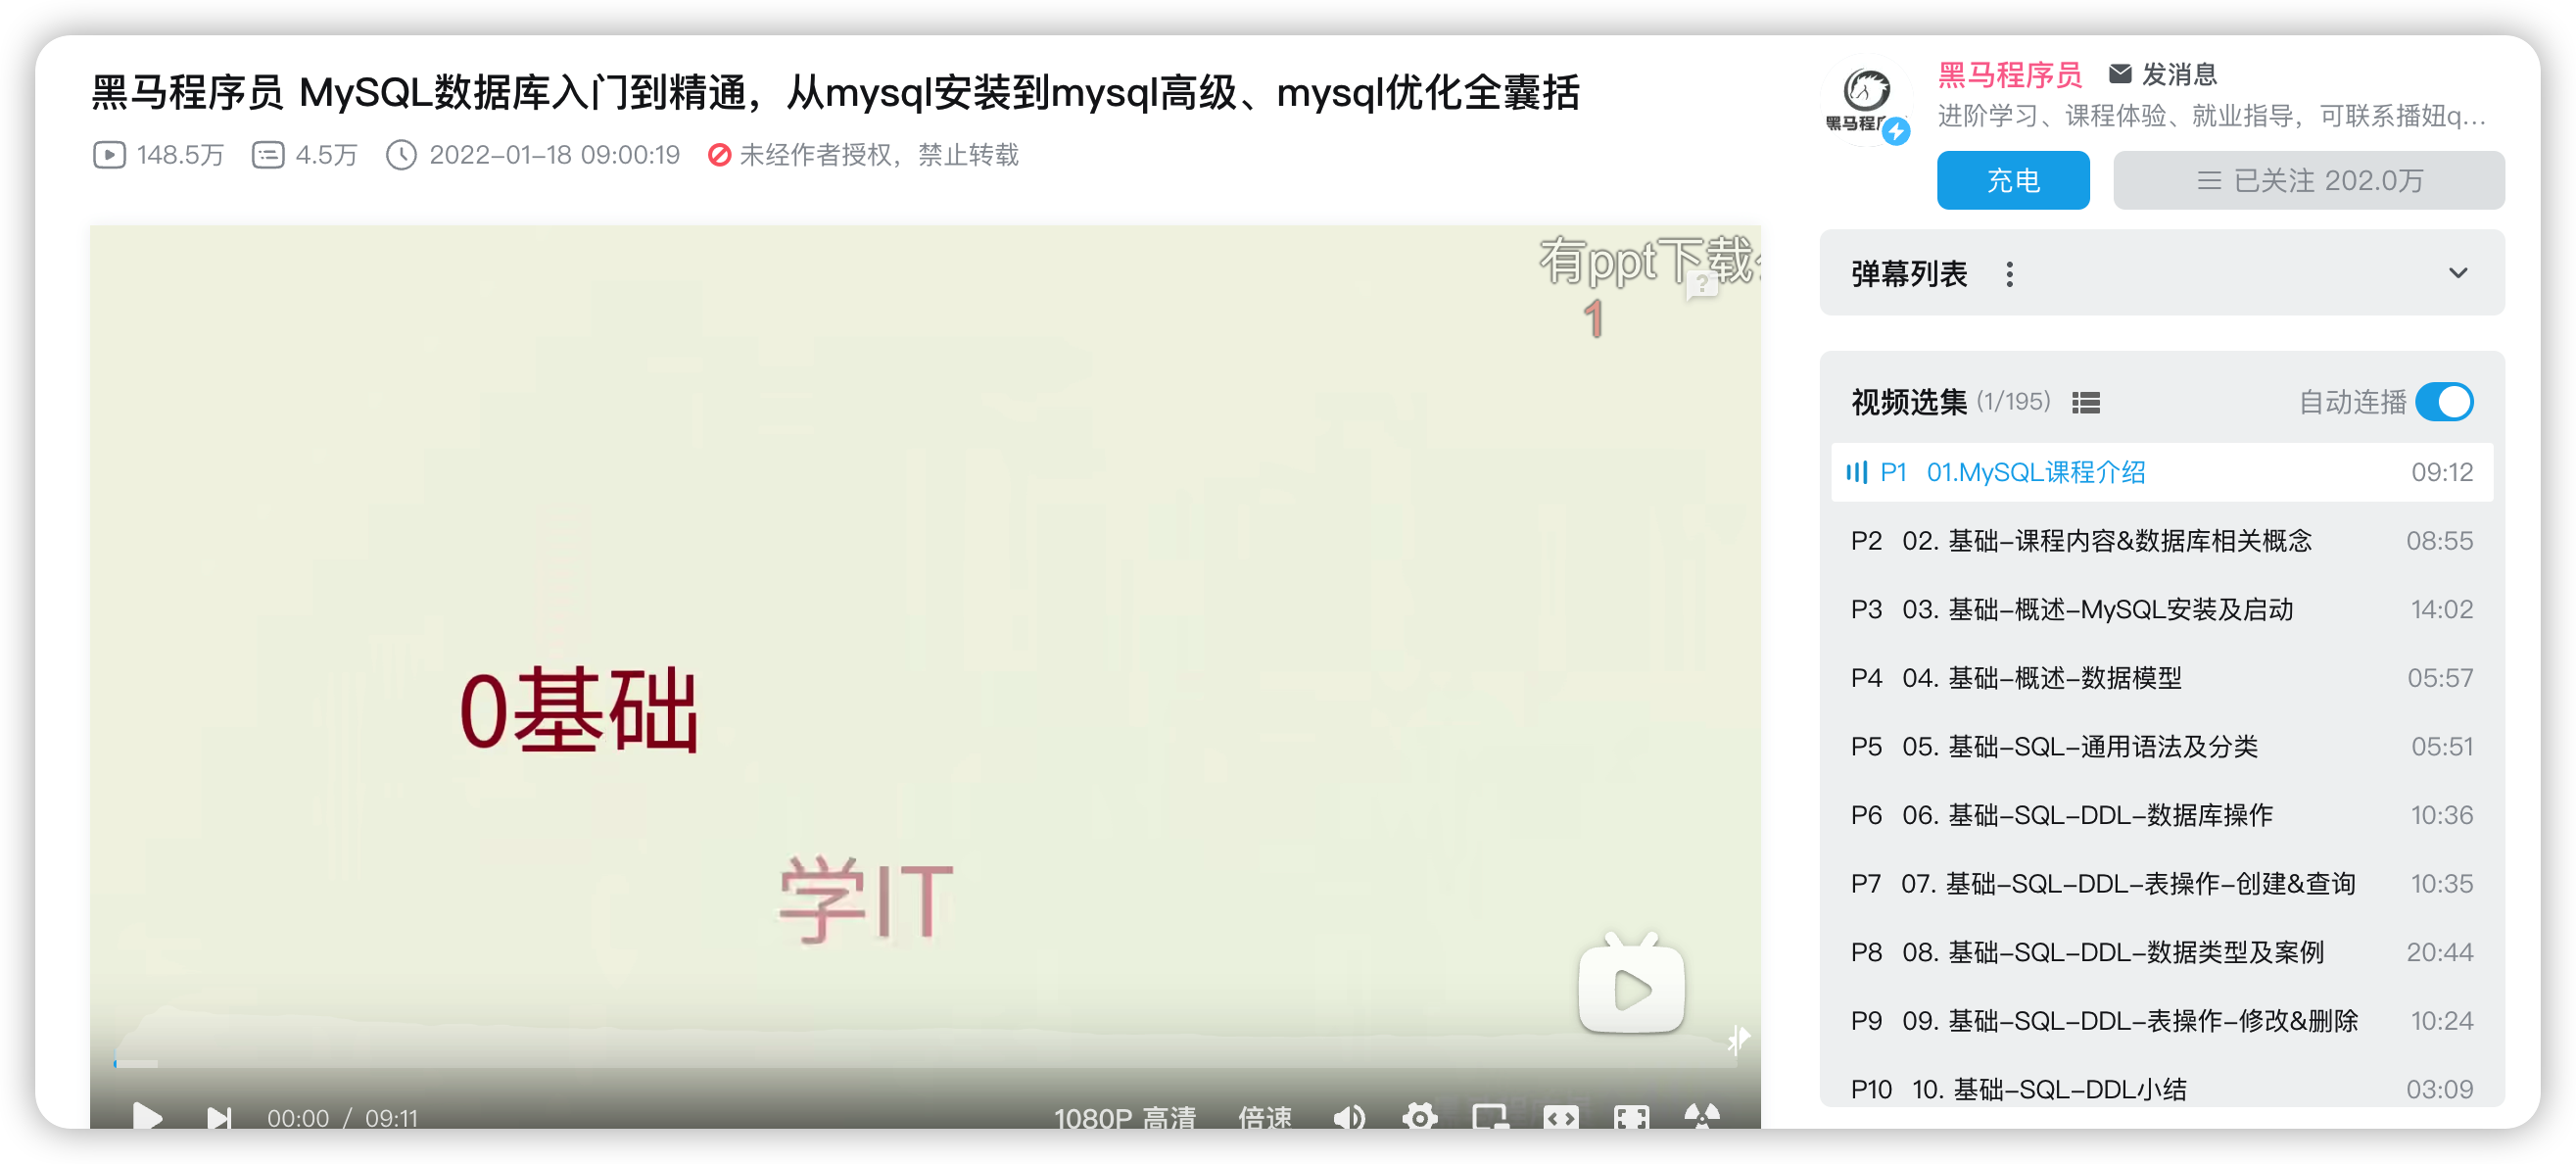 黑马程序员 MySQL数据库入门到精通，从mysql安装到mysql高级、mysql优化全囊括
148.5万 4.5万 2022-01-18 09:00:19 未经作者授权，禁止转载
有ppt下载
1
0基础
学IT
00:00 / 09:11 1080P 高清 倍速
黑马程序员 发消息
进阶学习、课程体验、就业指导，可联系播妞q...
充电 已关注 202.0万
弹幕列表
视频选集 (1/195) 自动连播
P1 01.MySQL课程介绍 09:12
P2 02. 基础-课程内容&数据库相关概念 08:55
P3 03. 基础-概述-MySQL安装及启动 14:02
P4 04. 基础-概述-数据模型 05:57
P5 05. 基础-SQL-通用语法及分类 05:51
P6 06. 基础-SQL-DDL-数据库操作 10:36
P7 07. 基础-SQL-DDL-表操作-创建&查询 10:35
P8 08. 基础-SQL-DDL-数据类型及案例 20:44
P9 09. 基础-SQL-DDL-表操作-修改&删除 10:24
P10 10. 基础-SQL-DDL小结 03:09